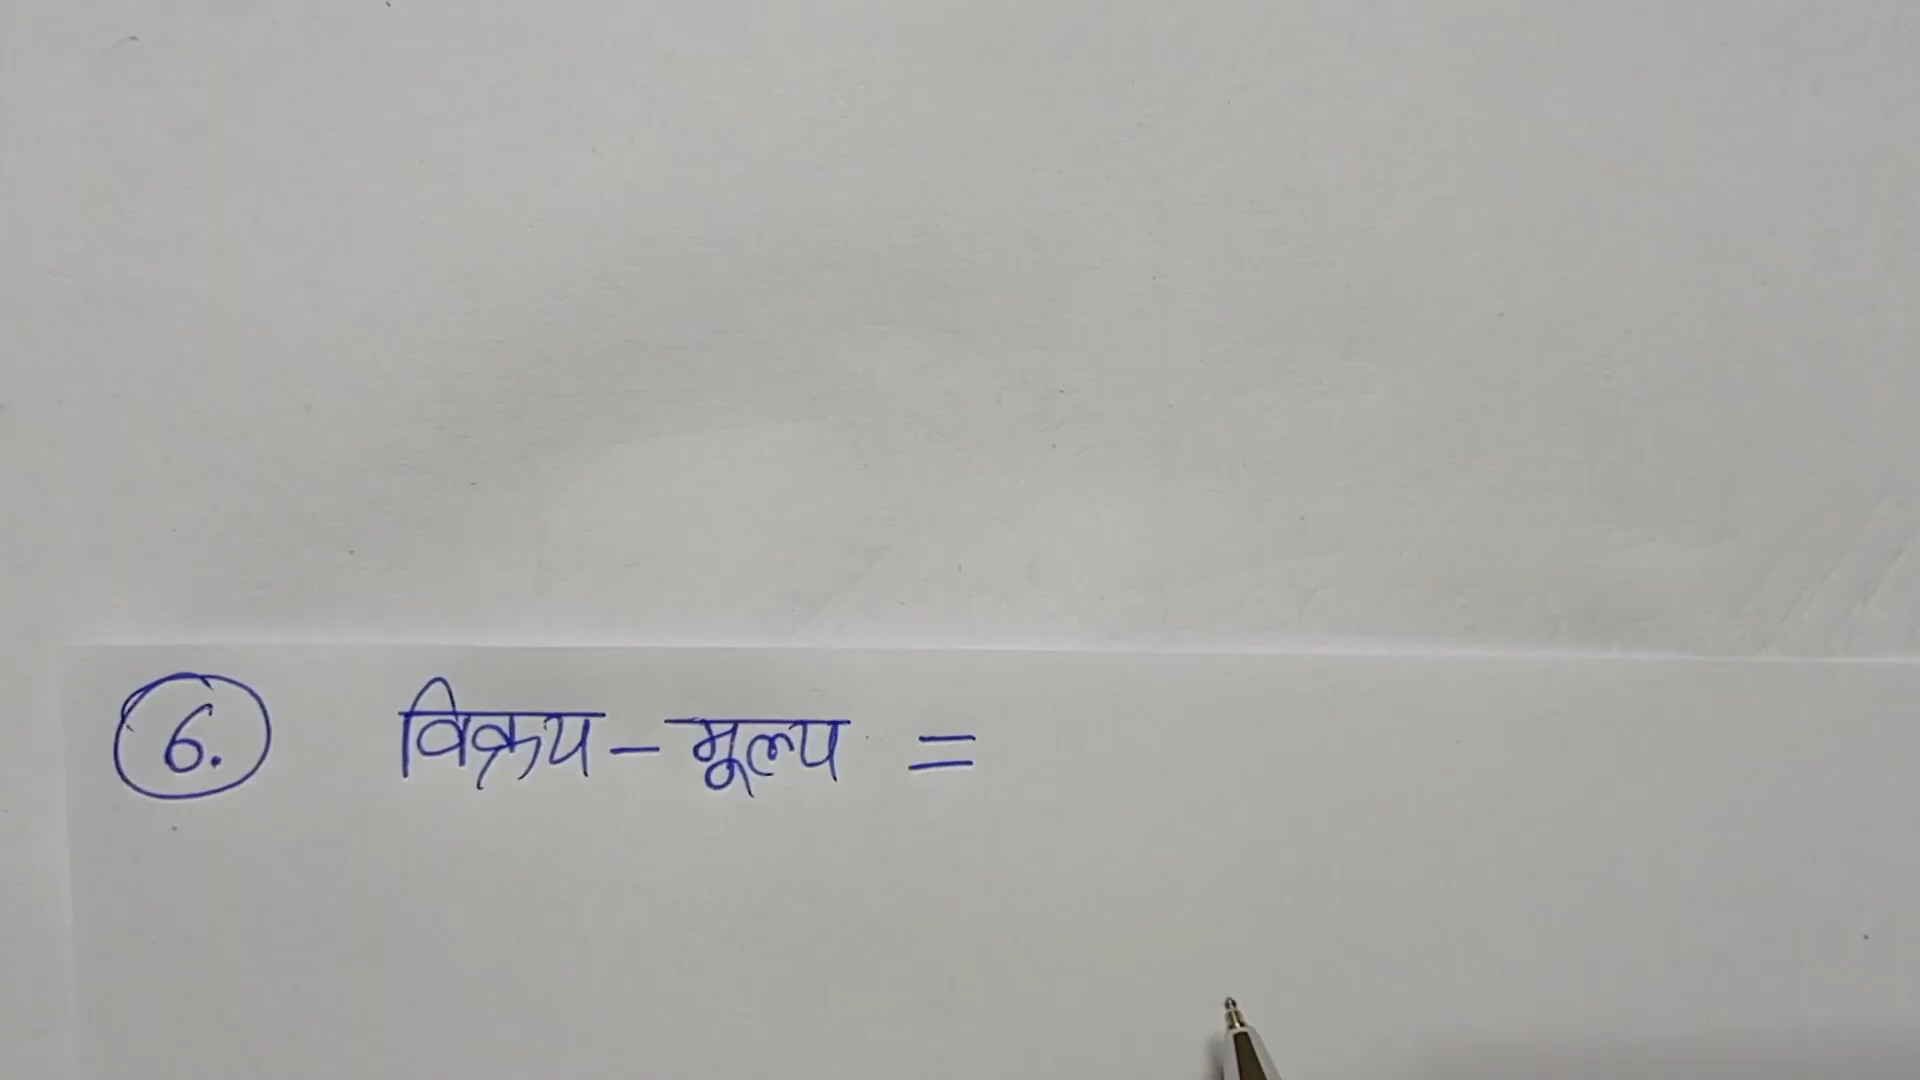 6. विक्रय - मूल्य =